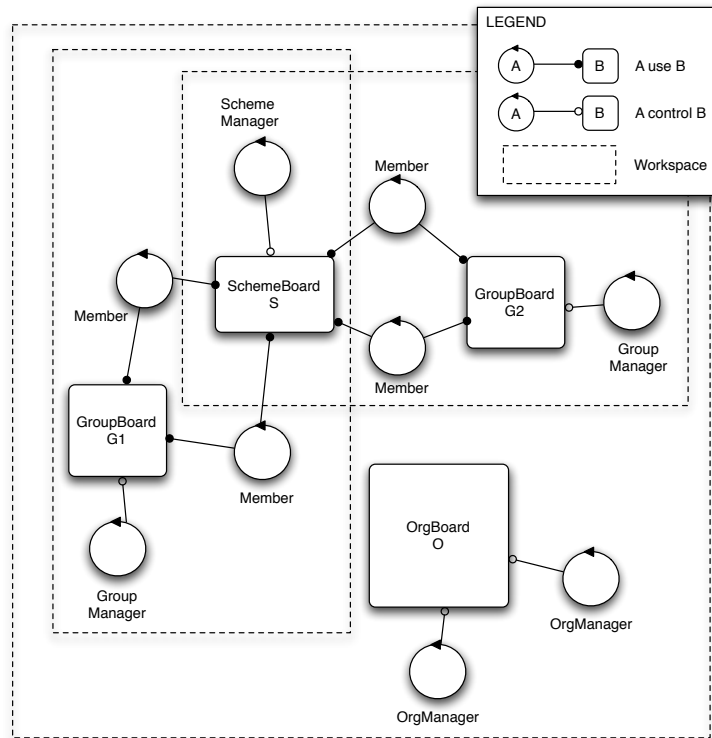 LEGEND
A
B
A use B
A
B
A control B
Workspace
Scheme
Manager
Member
Member
SchemeBoard
S
GroupBoard
G2
Group
Manager
Member
GroupBoard
G1
Member
Group
Manager
OrgBoard
O
OrgManager
OrgManager